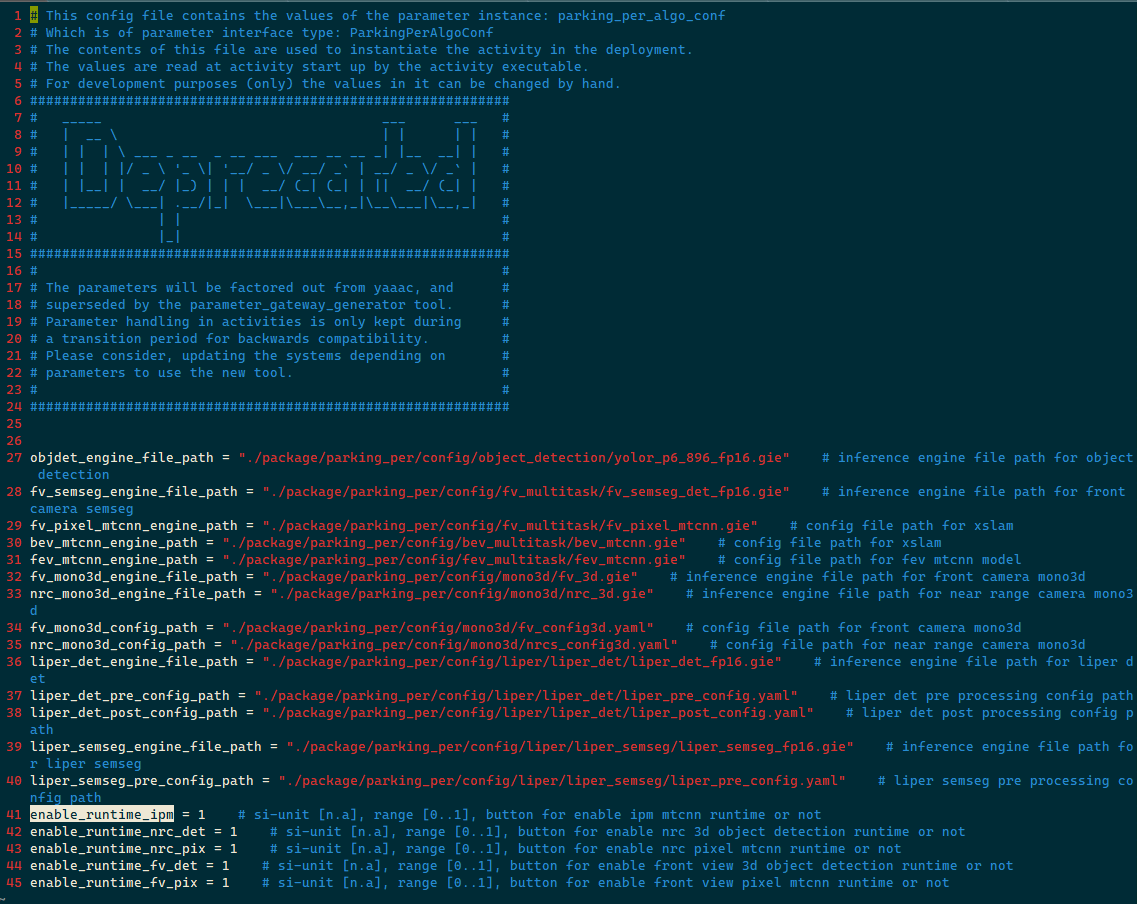 1 # This config file contains the values of the parameter instance: parking_per_algo_conf
2 # Which is of parameter interface type: ParkingPerAlgoConf
3 # The contents of this file are used to instantiate the activity in the deployment.
4 # The values are read at activity start up by the activity executable.
5 # For development purposes (only) the values in it can be changed by hand.
6 ###########################################################
7 #   _____                                   ___      ___   #
8 #   |  __ \                                 | |      | |   #
9 #   | |  | \ ___ _ __  _ __ ___  ___ __ __ _| |__  __| |   #
10 #   | |  | |/ _ \ '_ \| '__/ _ \/ __/ _` | __/ _ \/ _` |   #
11 #   | |__| |  __/ |_) | | |  __/ (_| (_| | ||  __/ (_| |   #
12 #   |_____/ \___| .__/|_|  \___|\___\__,_|\__\___|\__,_|   #
13 #               | |                                        #
14 #               |_|                                        #
15 ###########################################################
16 #                                                          #
17 # The parameters will be factored out from yaaac, and      #
18 # superseded by the parameter_gateway_generator tool.      #
19 # Parameter handling in activities is only kept during     #
20 # a transition period for backwards compatibility.         #
21 # Please consider, updating the systems depending on       #
22 # parameters to use the new tool.                          #
23 #                                                          #
24 ###########################################################
25
26
27 objdet_engine_file_path = "./package/parking_per/config/object_detection/yolor_p6_896_fp16.gie"    # inference engine file path for object
 detection
28 fv_semseg_engine_file_path = "./package/parking_per/config/fv_multitask/fv_semseg_det_fp16.gie"    # inference engine file path for front
camera semseg
29 fv_pixel_mtcnn_engine_path = "./package/parking_per/config/fv_multitask/fv_pixel_mtcnn.gie"    # config file path for xslam
30 bev_mtcnn_engine_path = "./package/parking_per/config/bev_multitask/bev_mtcnn.gie"    # config file path for xslam
31 fev_mtcnn_engine_path = "./package/parking_per/config/fev_multitask/fev_mtcnn.gie"    # config file path for fev mtcnn model
32 fv_mono3d_engine_file_path = "./package/parking_per/config/mono3d/fv_3d.gie"    # inference engine file path for front camera mono3d
33 nrc_mono3d_engine_file_path = "./package/parking_per/config/mono3d/nrc_3d.gie"    # inference engine file path for near range camera mono3
d
34 fv_mono3d_config_path = "./package/parking_per/config/mono3d/fv_config3d.yaml"    # config file path for front camera mono3d
35 nrc_mono3d_config_path = "./package/parking_per/config/mono3d/nrcs_config3d.yaml"    # config file path for near range camera mono3d
36 liper_det_engine_file_path = "./package/parking_per/config/liper/liper_det/liper_det_fp16.gie"    # inference engine file path for liper d
et
37 liper_det_pre_config_path = "./package/parking_per/config/liper/liper_det/liper_pre_config.yaml"    # liper det pre processing config path
38 liper_det_post_config_path = "./package/parking_per/config/liper/liper_det/liper_post_config.yaml"    # liper det post processing config p
ath
39 liper_semseg_engine_file_path = "./package/parking_per/config/liper/liper_semseg/liper_semseg_fp16.gie"    # inference engine file path fo
r liper semseg
40 liper_semseg_pre_config_path = "./package/parking_per/config/liper/liper_semseg/liper_pre_config.yaml"    # liper semseg pre processing co
nfig path
41 enable_runtime_ipm = 1    # si-unit [n.a], range [0..1], button for enable ipm mtcnn runtime or not
42 enable_runtime_nrc_det = 1    # si-unit [n.a], range [0..1], button for enable nrc 3d object detection runtime or not
43 enable_runtime_nrc_pix = 1    # si-unit [n.a], range [0..1], button for enable nrc pixel mtcnn runtime or not
44 enable_runtime_fv_det = 1    # si-unit [n.a], range [0..1], button for enable front view 3d object detection runtime or not
45 enable_runtime_fv_pix = 1    # si-unit [n.a], range [0..1], button for enable front view pixel mtcnn runtime or not
~